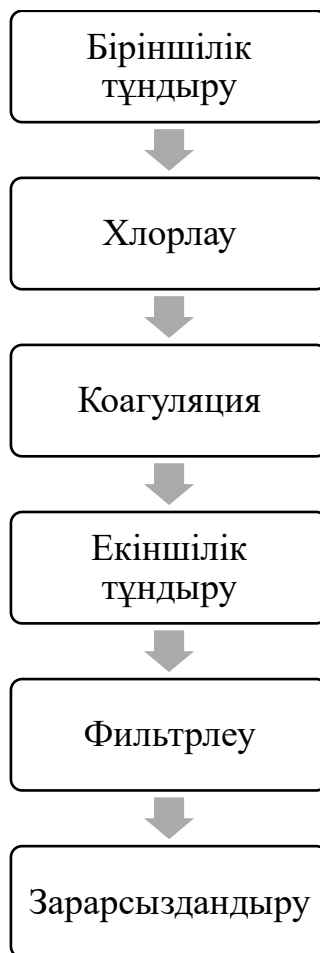 Біріншілік
тұндыру
Хлорлау
Коагуляция
Екіншілік
тұндыру
Фильтрлеу
Зарарсыздандыру